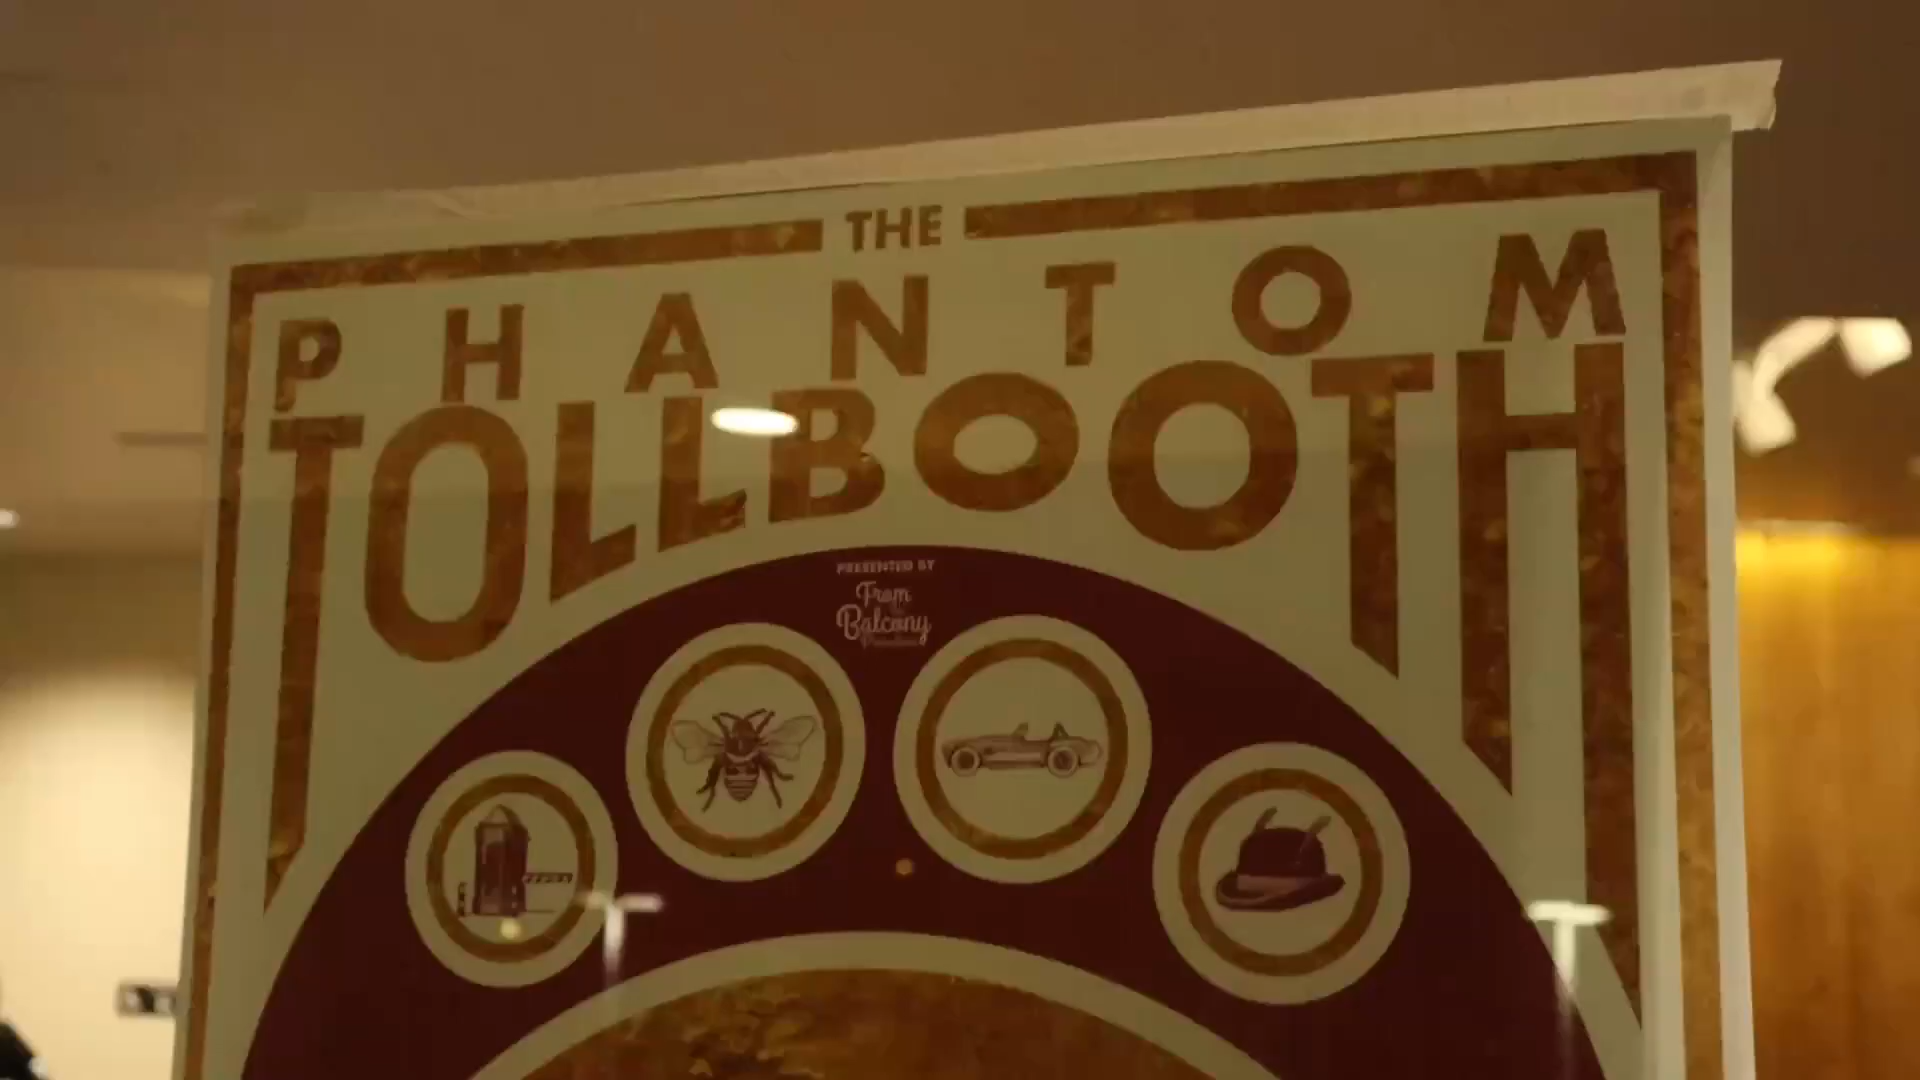 THE
PHANTOM
TOLLBOOTH
PRESENTED BY
From
Balcony